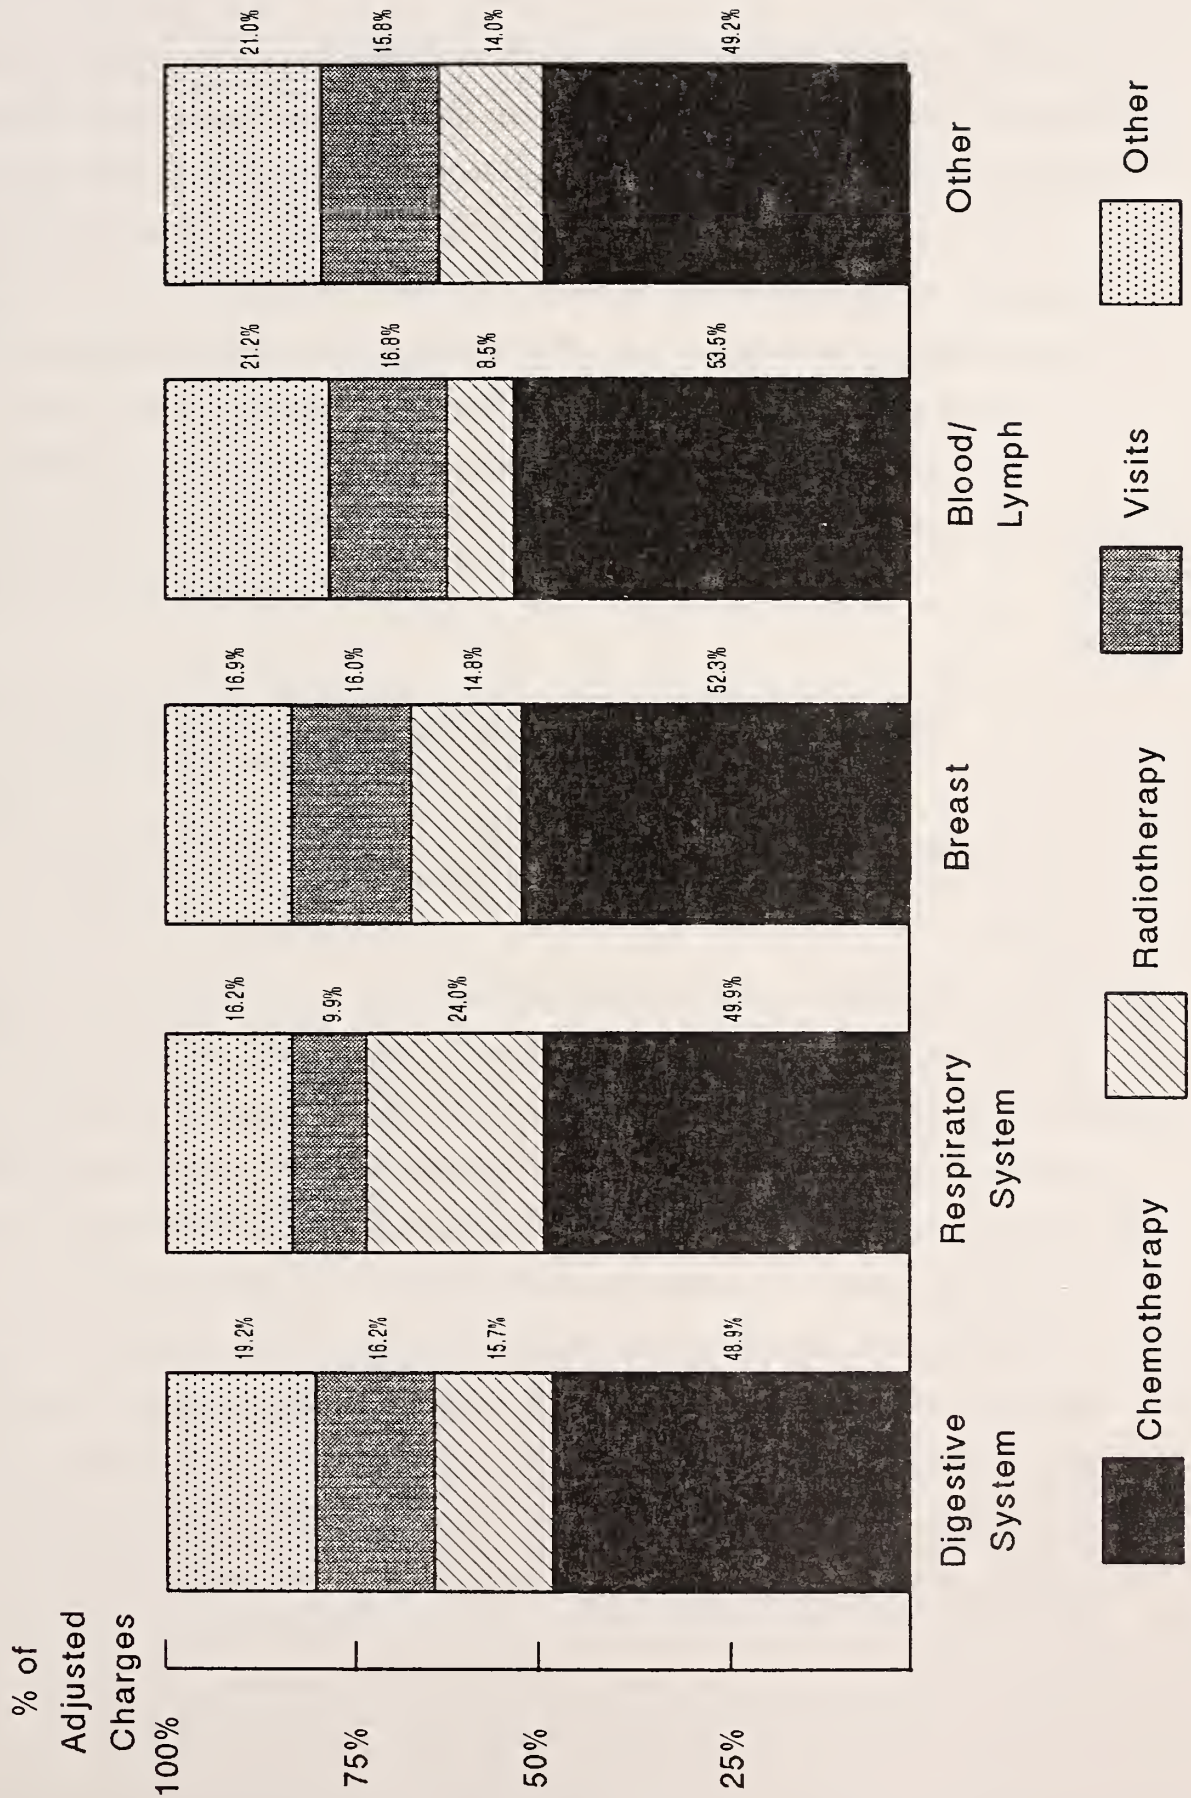 % of
Adjusted
Charges
100%
75%
50%
25%
19.2%
16.2%
15.7%
48.9%
16.2%
9.9%
24.0%
49.9%
16.9%
16.0%
14.8%
52.3%
21.2%
16.8%
8.5%
53.5%
21.0%
15.8%
14.0%
49.2%
Digestive
System
Respiratory
System
Breast
Blood/
Lymph
Other
Chemotherapy
Radiotherapy
Visits
Other